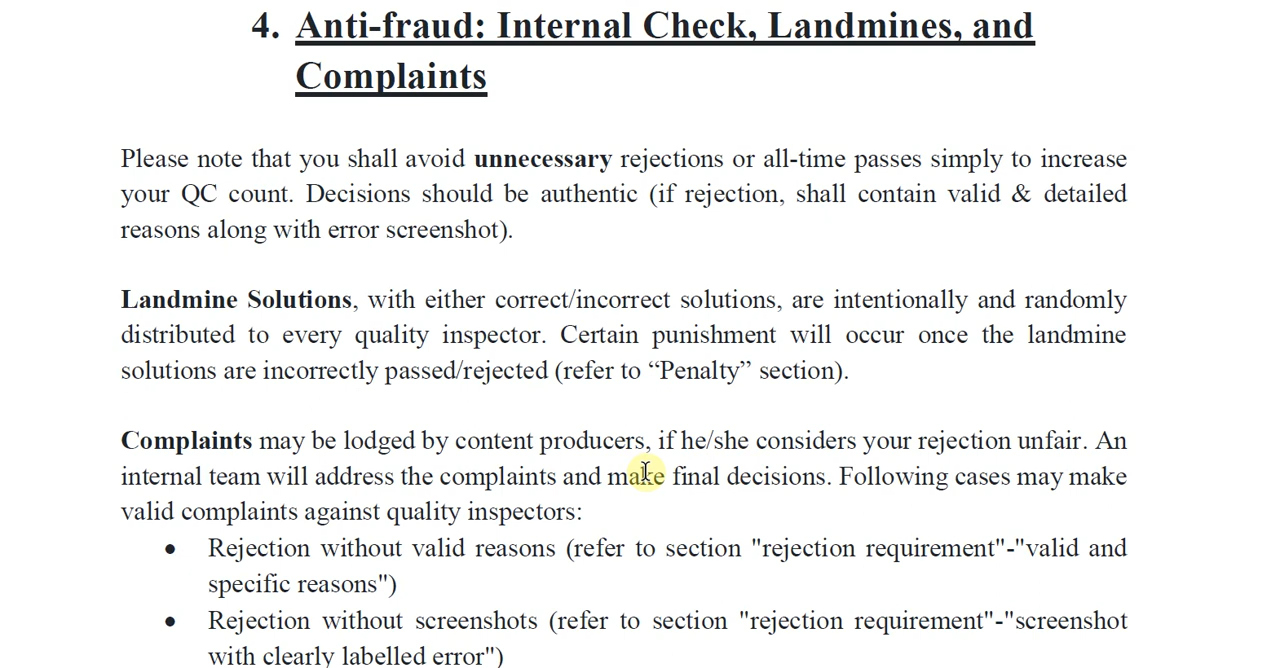 4. Anti-fraud: Internal Check, Landmines, and
Complaints
Please note that you shall avoid unnecessary rejections or all-time passes simply to increase
your QC count. Decisions should be authentic (if rejection, shall contain valid & detailed
reasons along with error screenshot).
Landmine Solutions, with either correct/incorrect solutions, are intentionally and randomly
distributed to every quality inspector. Certain punishment will occur once the landmine
solutions are incorrectly passed/rejected (refer to “Penalty” section).
Complaints may be lodged by content producers, if he/she considers your rejection unfair. An
internal team will address the complaints and make final decisions. Following cases may make
valid complaints against quality inspectors:
• Rejection without valid reasons (refer to section "rejection requirement"-"valid and
specific reasons")
• Rejection without screenshots (refer to section "rejection requirement"-"screenshot
with clearly labelled error")